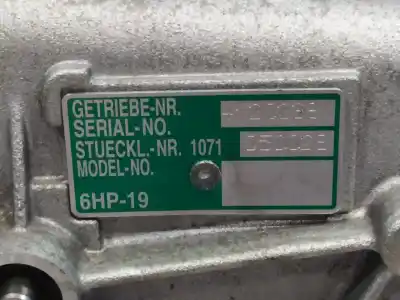 GETRIEBE-NR.
SERIAL-NO.
STUECKL.-NR. 1071
MODEL-NO.
6HP-19